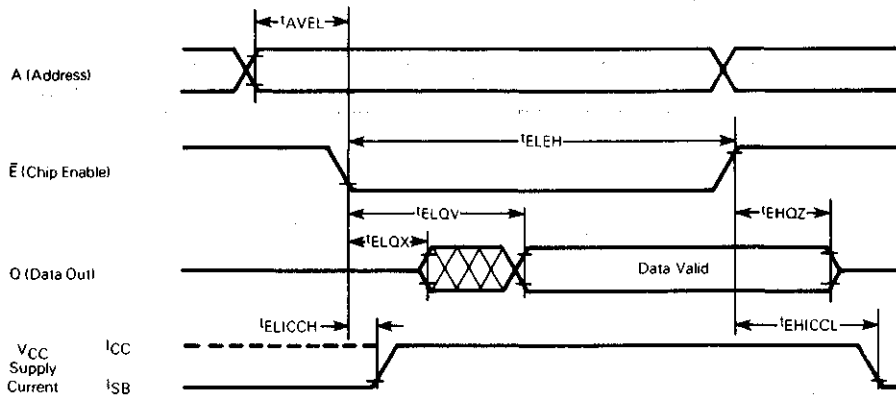 tAVEL
A (Address)
tELEH
Ē (Chip Enable)
tELQV
tEHQZ
tELQX
Q (Data Out)
Data Valid
tELICCH
tEHICCL
VCC ICC
Supply
Current ISB